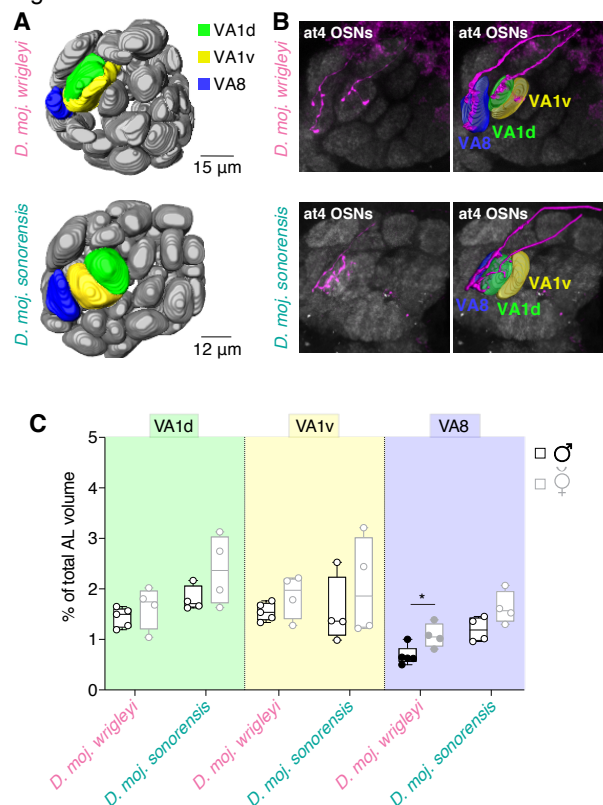 A
D. moj. wrigleyi
VA1d
VA1v
VA8
15 µm
D. moj. sonorensis
12 µm
B
D. moj. wrigleyi
at4 OSNs
at4 OSNs
VA1v
VA1d
VA8
D. moj. sonorensis
at4 OSNs
at4 OSNs
VA1v
VA8
VA1d
C
VA1d VA1v VA8
% of total AL volume
5
4
3
2
1
0
*
♂
D. moj. wrigleyi
D. moj. sonorensis
D. moj. wrigleyi
D. moj. sonorensis
D. moj. wrigleyi
D. moj. sonorensis